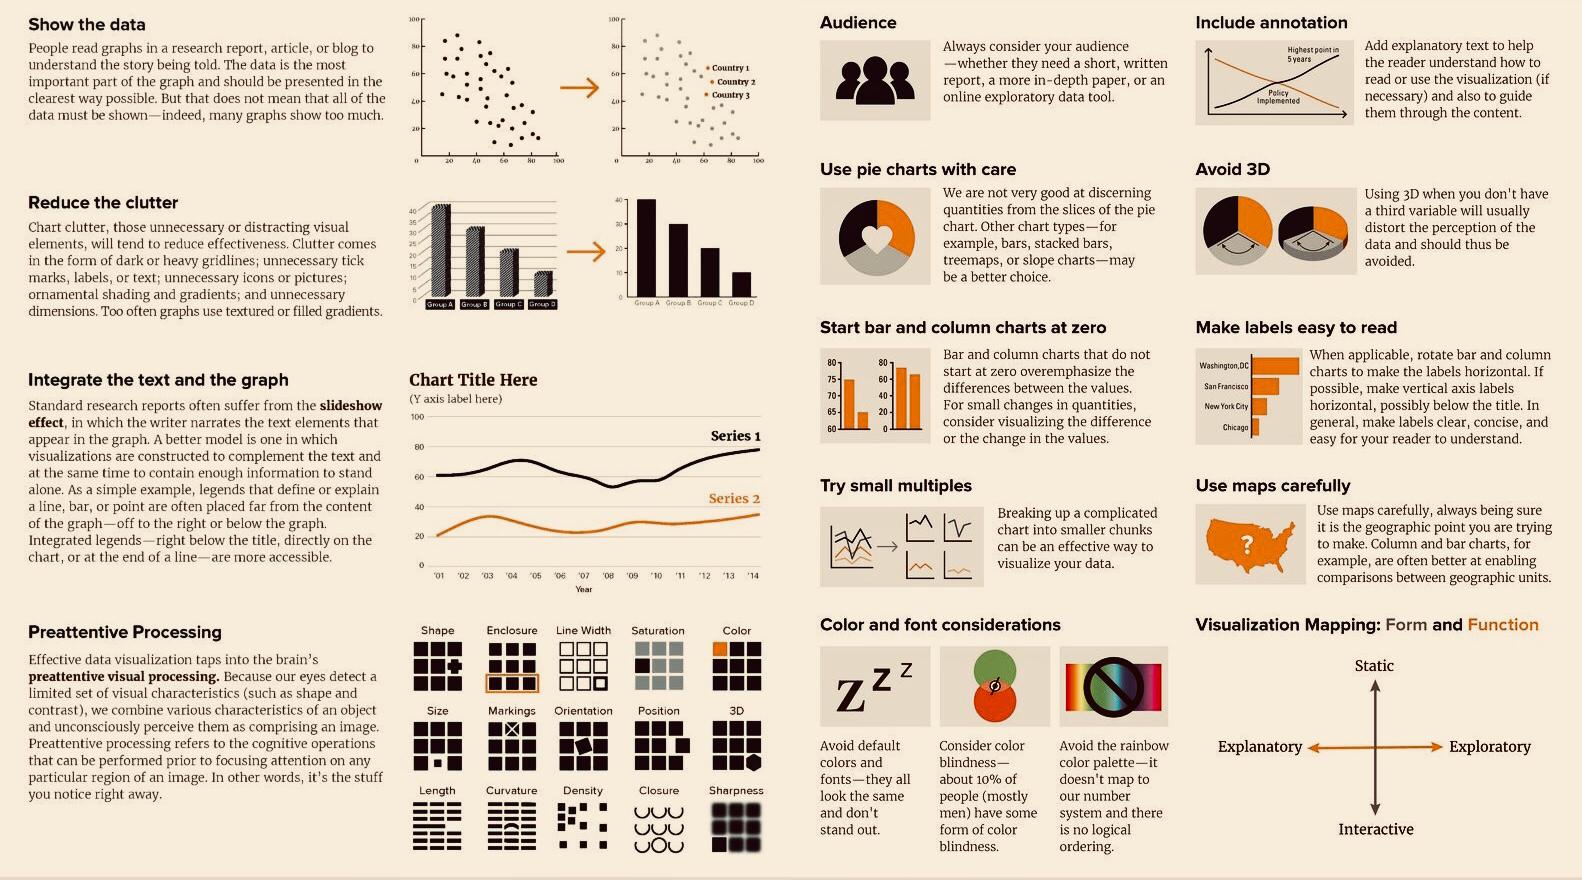 Show the data
People read graphs in a research report, article, or blog to
understand the story being told. The data is the most
important part of the graph and should be presented in the
clearest way possible. But that does not mean that all of the
data must be shown—indeed, many graphs show too much.
100
80
60
40
20
20 40 60 80 100
100
80
60
40
20
20 40 60 80 100
Country 1
Country 2
Country 3
Reduce the clutter
Chart clutter, those unnecessary or distracting visual
elements, will tend to reduce effectiveness. Clutter comes
in the form of dark or heavy gridlines; unnecessary tick
marks, labels, or text; unnecessary icons or pictures;
ornamental shading and gradients; and unnecessary
dimensions. Too often graphs use textured or filled gradients.
40
35
30
25
20
15
10
5
0
Group A Group B Group C Group D
40
30
20
10
0
Group A Group B Group C Group D
Integrate the text and the graph
Standard research reports often suffer from the slideshow
effect, in which the writer narrates the text elements that
appear in the graph. A better model is one in which
visualizations are constructed to complement the text and
at the same time to contain enough information to stand
alone. As a simple example, legends that define or explain
a line, bar, or point are often placed far from the content
of the graph—off to the right or below the graph.
Integrated legends—right below the title, directly on the
chart, or at the end of a line—are more accessible.
Chart Title Here
(Y axis label here)
100
80
60
40
20
0
Series 1
Series 2
'01 '02 '03 '04 '05 '06 '07 '08 '09 '10 '11 '12 '13 '14
Year
Preattentive Processing
Effective data visualization taps into the brain's
preattentive visual processing. Because our eyes detect a
limited set of visual characteristics (such as shape and
contrast), we combine various characteristics of an object
and unconsciously perceive them as comprising an image.
Preattentive processing refers to the cognitive operations
that can be performed prior to focusing attention on any
particular region of an image. In other words, it's the stuff
you notice right away.
Shape Enclosure Line Width Saturation Color
Size Markings Orientation Position 3D
Length Curvature Density Closure Sharpness
Audience
Always consider your audience
—whether they need a short, written
report, a more in-depth paper, or an
online exploratory data tool.
Include annotation
Highest point in
5 years
Policy
Implemented
Add explanatory text to help
the reader understand how to
read or use the visualization (if
necessary) and also to guide
them through the content.
Use pie charts with care
We are not very good at discerning
quantities from the slices of the pie
chart. Other chart types—for
example, bars, stacked bars,
treemaps, or slope charts—may
be a better choice.
Avoid 3D
Using 3D when you don't have
a third variable will usually
distort the perception of the
data and should thus be
avoided.
Start bar and column charts at zero
80
75
70
65
60
80
60
40
20
0
Bar and column charts that do not
start at zero overemphasize the
differences between the values.
For small changes in quantities,
consider visualizing the difference
or the change in the values.
Make labels easy to read
Washington,DC
San Francisco
New York City
Chicago
When applicable, rotate bar and column
charts to make the labels horizontal. If
possible, make vertical axis labels
horizontal, possibly below the title. In
general, make labels clear, concise, and
easy for your reader to understand.
Try small multiples
Breaking up a complicated
chart into smaller chunks
can be an effective way to
visualize your data.
Use maps carefully
?
Use maps carefully, always being sure
it is the geographic point you are trying
to make. Column and bar charts, for
example, are often better at enabling
comparisons between geographic units.
Color and font considerations
Z Z Z
Avoid default
colors and
fonts—they all
look the same
and don't
stand out.
Consider color
blindness—
about 10% of
people (mostly
men) have some
form of color
blindness.
Avoid the rainbow
color palette—it
doesn't map to
our number
system and there
is no logical
ordering.
Visualization Mapping: Form and Function
Static
Explanatory Exploratory
Interactive